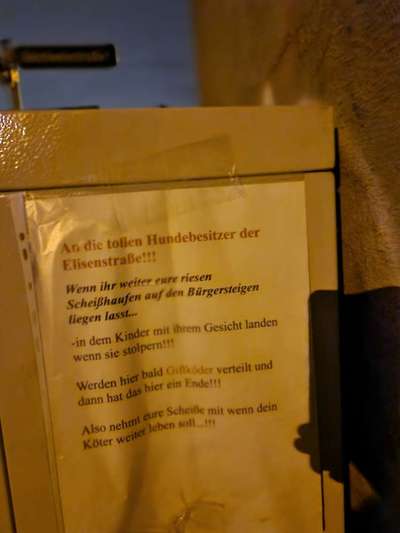 An die tollen Hundebesitzer der
Elisenstraße!!!
Wenn ihr weiter eure riesen
Scheißhaufen auf den Bürgersteigen
liegen lasst...
-in dem Kinder mit ihrem Gesicht landen
wenn sie stolpern!!!
Werden hier bald Giftköder verteilt und
dann hat das hier ein Ende!!!
Also nehmt eure Scheiße mit wenn dein
Köter weiter leben soll...!!!